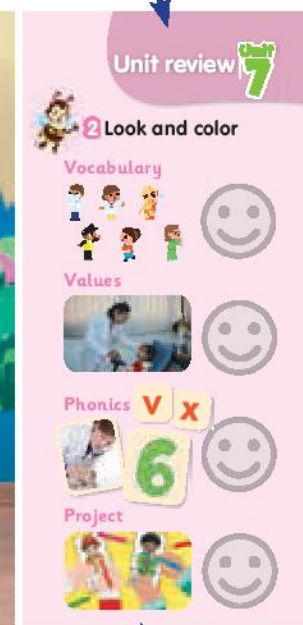 Unit review
Unit
7
2 Look and color
Vocabulary
Values
Phonics V x
6
Project